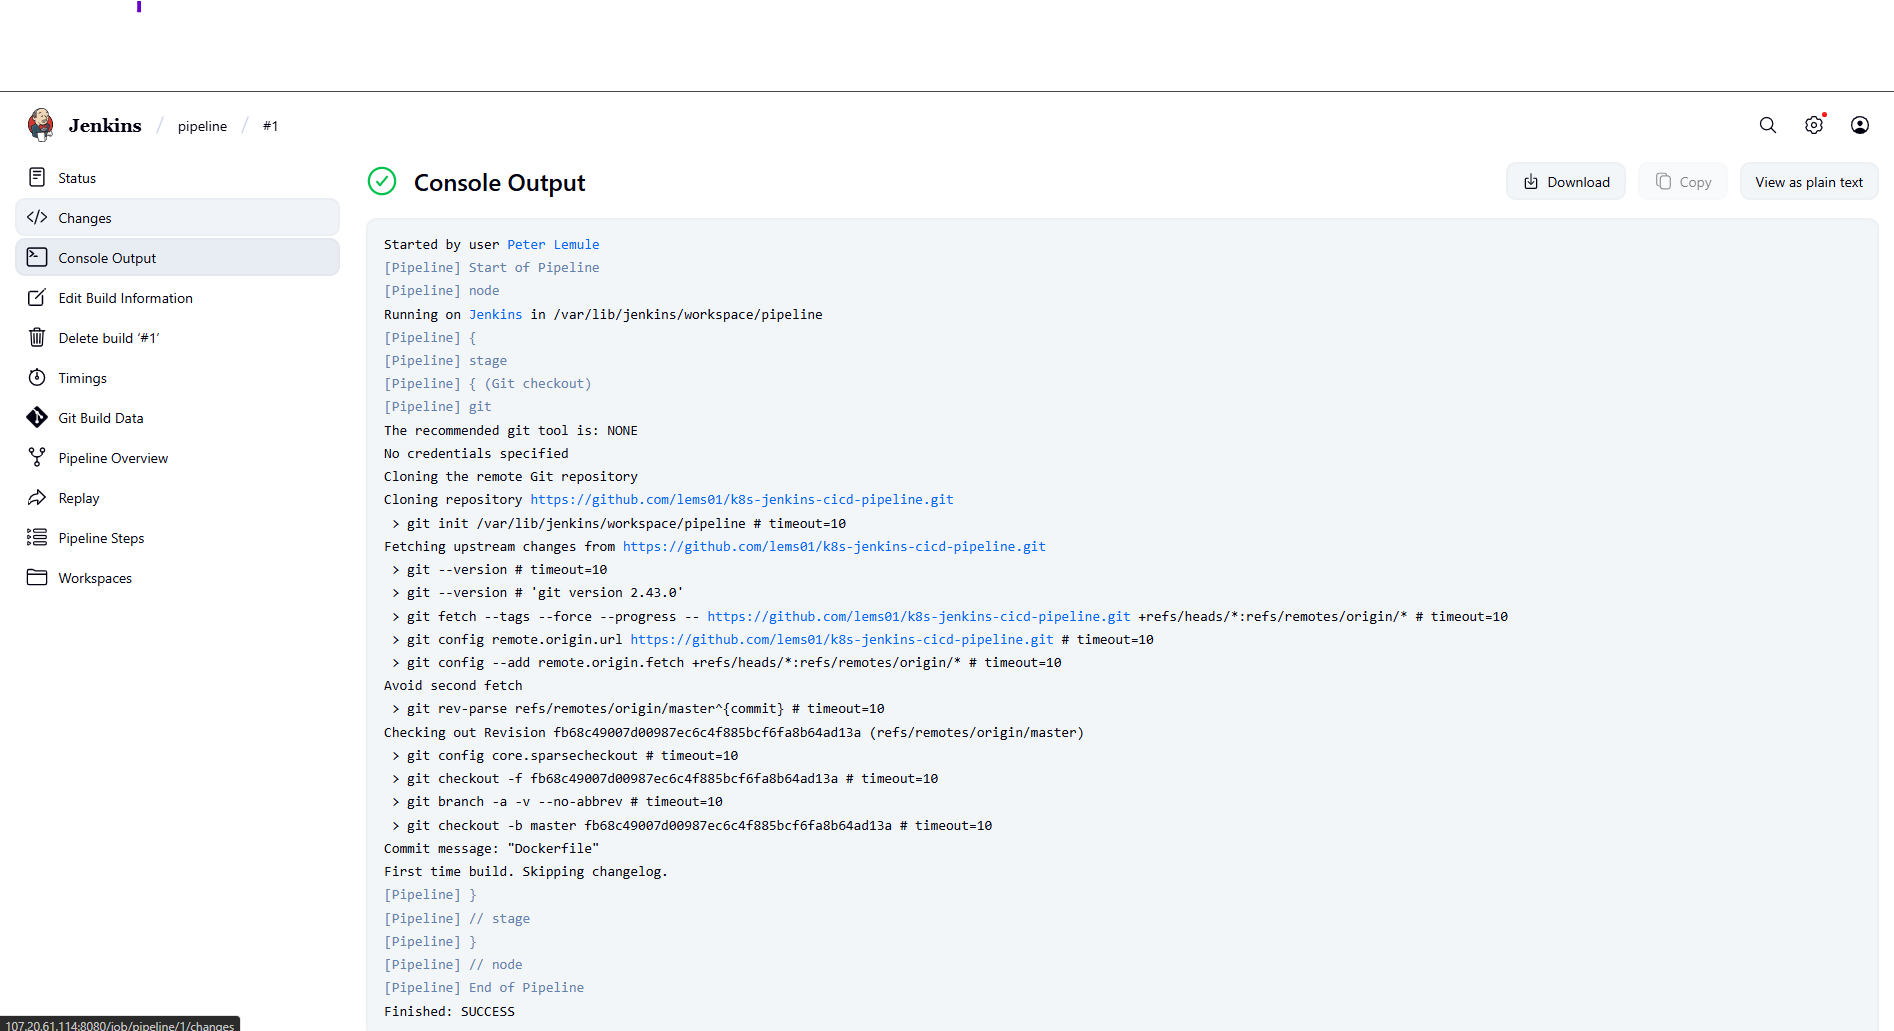 Jenkins / pipeline / #1
Status
Changes
Console Output
Edit Build Information
Delete build ‘#1’
Timings
Git Build Data
Pipeline Overview
Replay
Pipeline Steps
Workspaces
Console Output
Download
Copy
View as plain text
Started by user Peter Lemule
[Pipeline] Start of Pipeline
[Pipeline] node
Running on Jenkins in /var/lib/jenkins/workspace/pipeline
[Pipeline] {
[Pipeline] stage
[Pipeline] { (Git checkout)
[Pipeline] git
The recommended git tool is: NONE
No credentials specified
Cloning the remote Git repository
Cloning repository https://github.com/lems01/k8s-jenkins-cicd-pipeline.git
> git init /var/lib/jenkins/workspace/pipeline # timeout=10
Fetching upstream changes from https://github.com/lems01/k8s-jenkins-cicd-pipeline.git
> git --version # timeout=10
> git --version # 'git version 2.43.0'
> git fetch --tags --force --progress -- https://github.com/lems01/k8s-jenkins-cicd-pipeline.git +refs/heads/*:refs/remotes/origin/* # timeout=10
> git config remote.origin.url https://github.com/lems01/k8s-jenkins-cicd-pipeline.git # timeout=10
> git config --add remote.origin.fetch +refs/heads/*:refs/remotes/origin/* # timeout=10
Avoid second fetch
> git rev-parse refs/remotes/origin/master^{commit} # timeout=10
Checking out Revision fb68c49007d00987ec6c4f885bcf6fa8b64ad13a (refs/remotes/origin/master)
> git config core.sparsecheckout # timeout=10
> git checkout -f fb68c49007d00987ec6c4f885bcf6fa8b64ad13a # timeout=10
> git branch -a -v --no-abbrev # timeout=10
> git checkout -b master fb68c49007d00987ec6c4f885bcf6fa8b64ad13a # timeout=10
Commit message: "Dockerfile"
First time build. Skipping changelog.
[Pipeline] }
[Pipeline] // stage
[Pipeline] }
[Pipeline] // node
[Pipeline] End of Pipeline
Finished: SUCCESS
107.20.61.114:8080/job/pipeline/1/changes